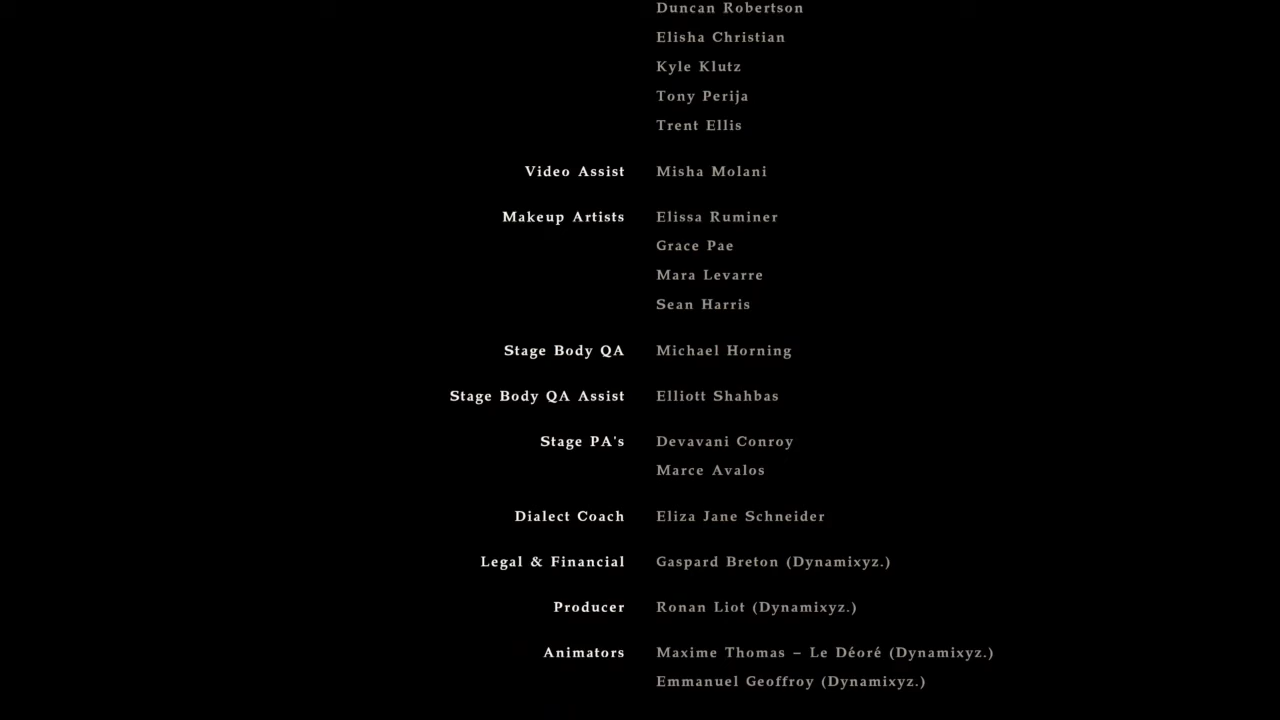 Duncan Robertson
Elisha Christian
Kyle Klutz
Tony Perija
Trent Ellis
Video Assist Misha Molani
Makeup Artists Elissa Ruminer
Grace Pae
Mara Levarre
Sean Harris
Stage Body QA Michael Horning
Stage Body QA Assist Elliott Shahbas
Stage PA's Devavani Conroy
Marce Avalos
Dialect Coach Eliza Jane Schneider
Legal & Financial Gaspard Breton (Dynamixyz.)
Producer Ronan Liot (Dynamixyz.)
Animators Maxime Thomas – Le Déoré (Dynamixyz.)
Emmanuel Geoffroy (Dynamixyz.)